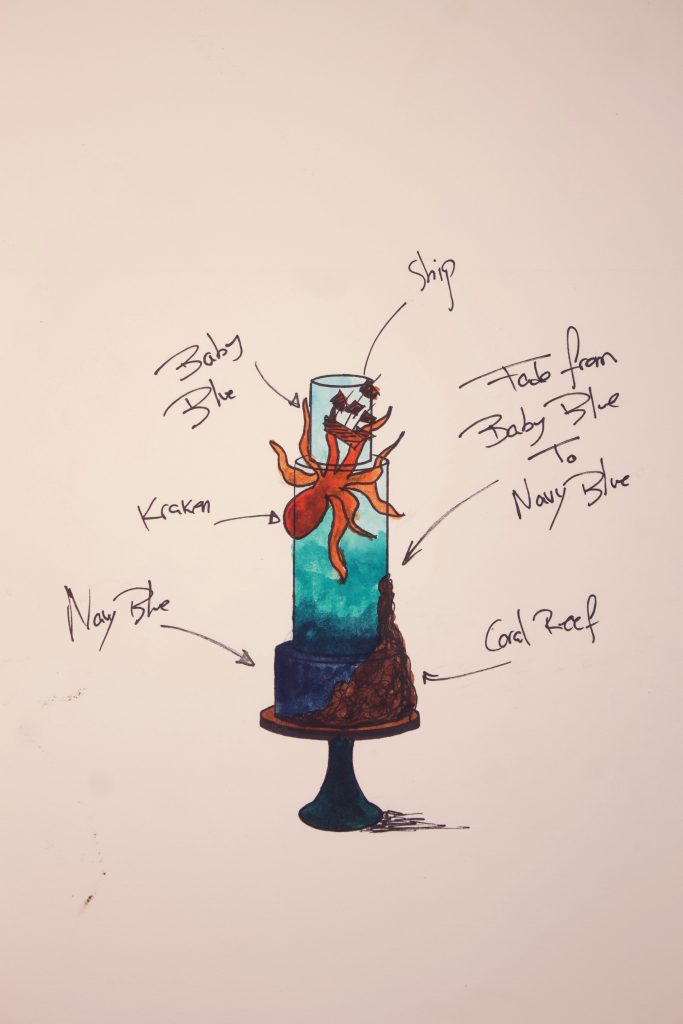 Ship
Baby
Blue
Fade from
Baby Blue
To
Navy Blue
Kraken
Navy Blue
Coral Reef